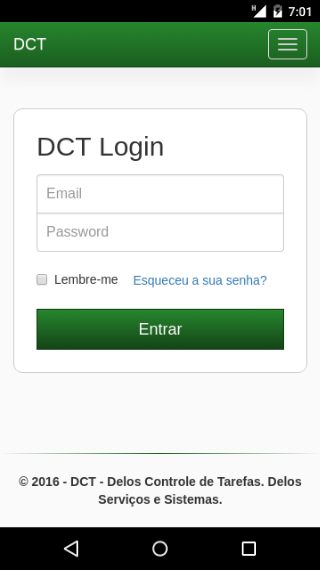 H 7:01
DCT
DCT Login
Email
Password
Lembre-me Esqueceu a sua senha?
Entrar
© 2016 - DCT - Delos Controle de Tarefas. Delos
Serviços e Sistemas.